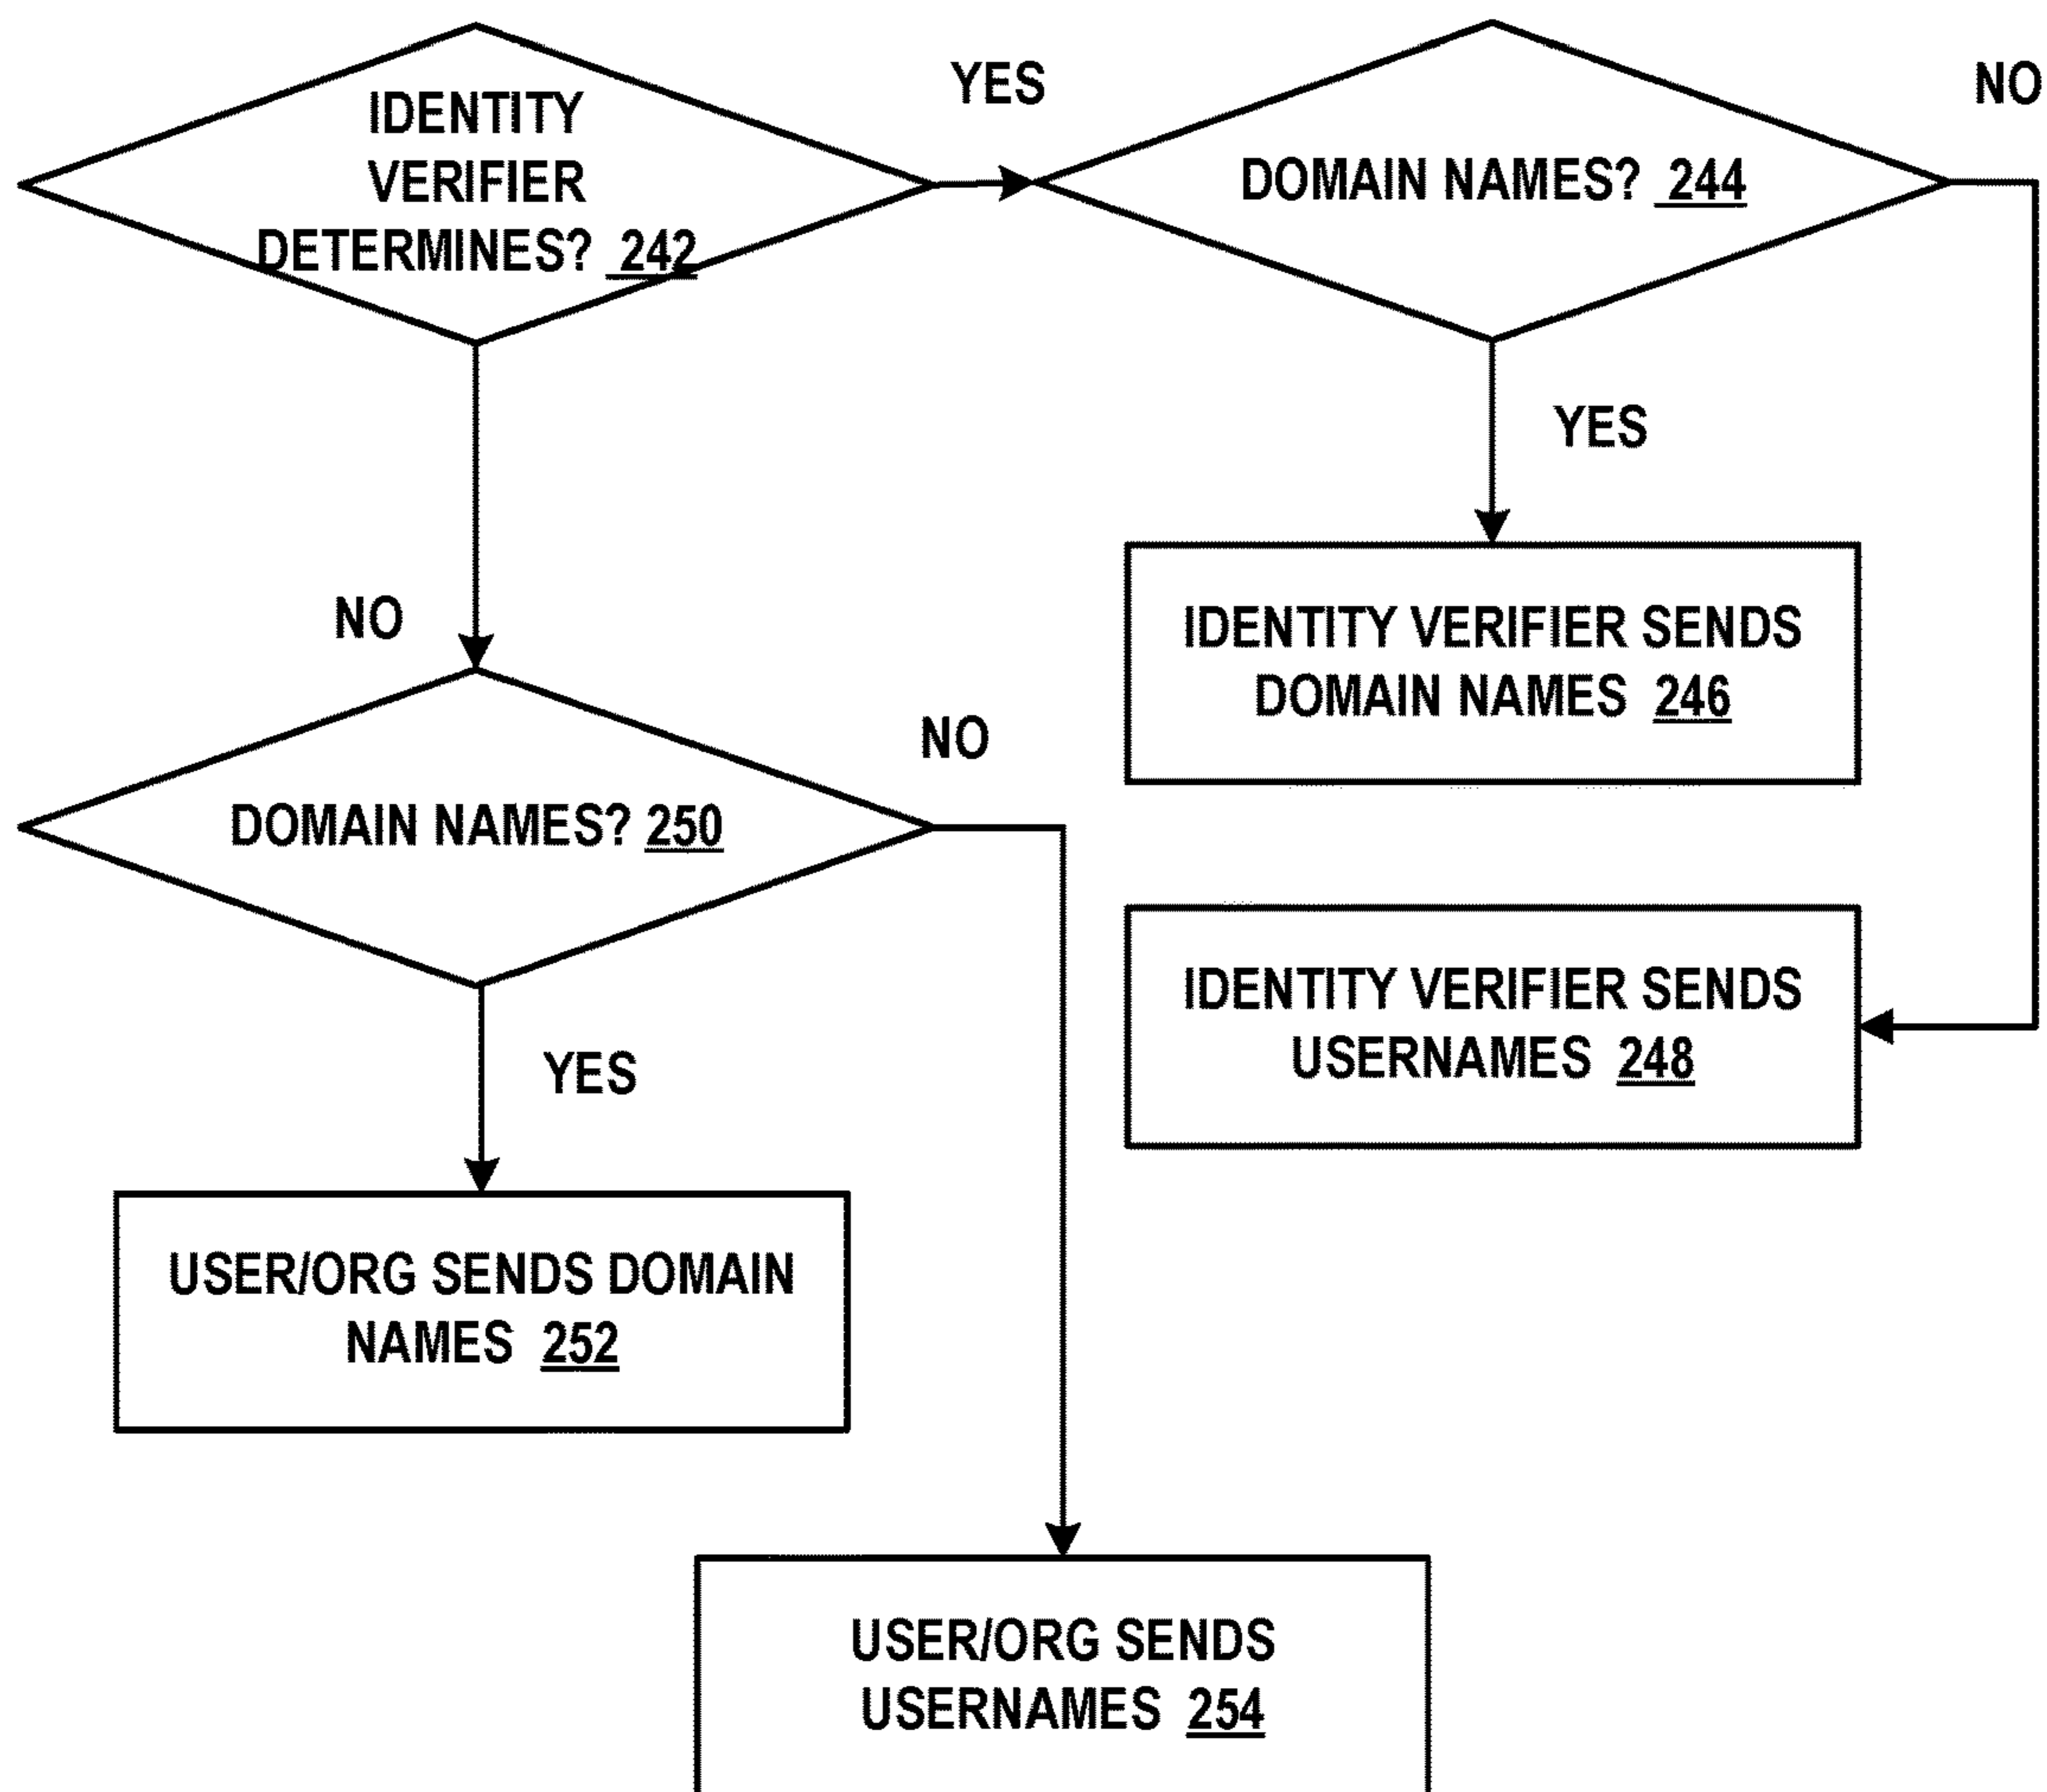 IDENTITY
VERIFIER
DETERMINES? 242
YES
DOMAIN NAMES? 244
NO
YES
IDENTITY VERIFIER SENDS
DOMAIN NAMES 246
NO
DOMAIN NAMES? 250
NO
IDENTITY VERIFIER SENDS
USERNAMES 248
YES
USER/ORG SENDS DOMAIN
NAMES 252
USER/ORG SENDS
USERNAMES 254